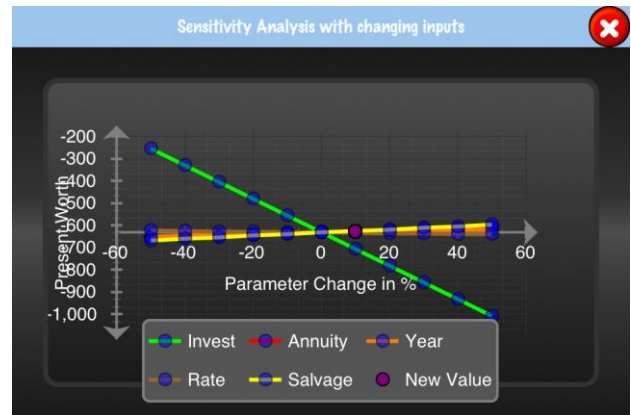 Sensitivity Analysis with changing inputs
-200
-300
-400
-500
-600
-700
-800
-900
-1,000
Present Worth
-60 -40 -20 0 20 40 60
Parameter Change in %
Invest Annuity Year
Rate Salvage New Value